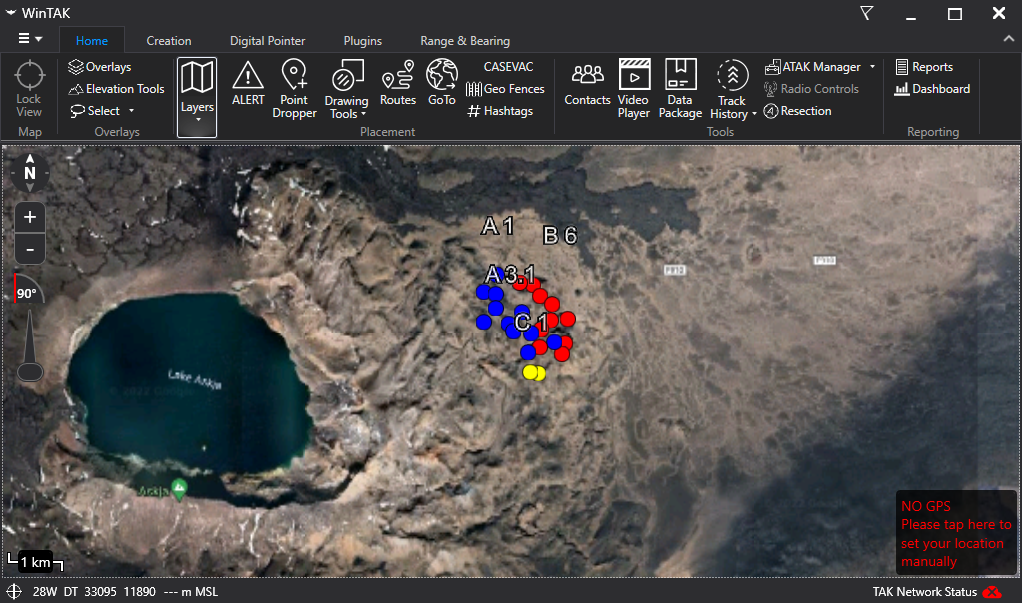 WinTAK
Home Creation Digital Pointer Plugins Range & Bearing
Lock View
Map
Overlays
Elevation Tools
Select
Overlays
Layers
ALERT
Point Dropper
Drawing Tools
Routes
GoTo
CASEVAC
Geo Fences
Hashtags
Placement
Contacts
Video Player
Data Package
Track History
ATAK Manager
Radio Controls
Resection
Tools
Reports
Dashboard
Reporting
N
+
-
90°
A 1
B 6
A 3.1
C 1
F910
Lake Askja
Askja
1 km
NO GPS
Please tap here to
set your location
manually
28W DT 33095 11890 --- m MSL
TAK Network Status